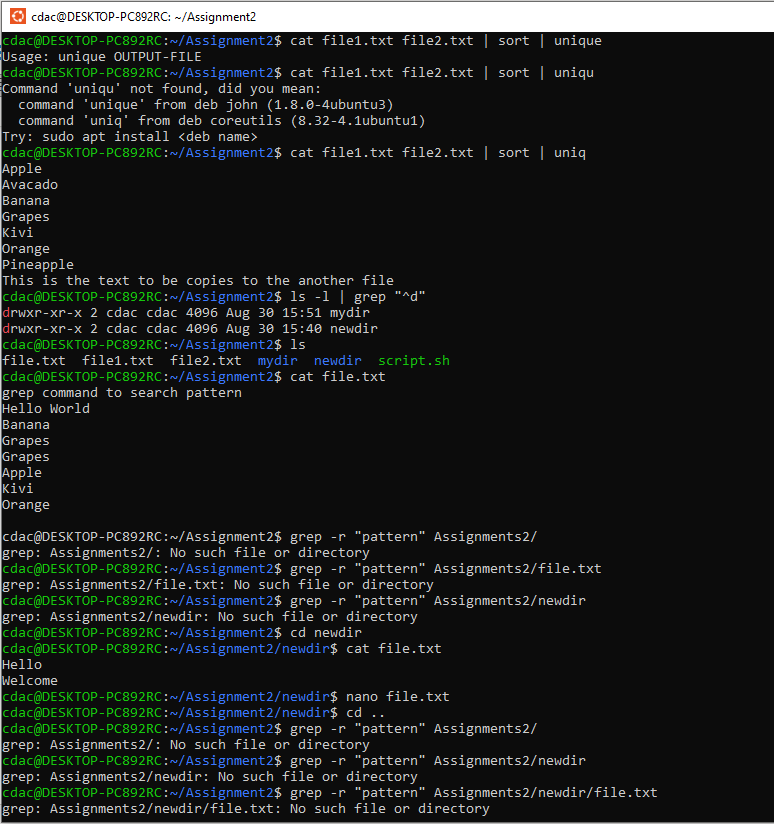 cdac@DESKTOP-PC892RC: ~/Assignment2
cdac@DESKTOP-PC892RC:~/Assignment2$ cat file1.txt file2.txt | sort | unique
Usage: unique OUTPUT-FILE
cdac@DESKTOP-PC892RC:~/Assignment2$ cat file1.txt file2.txt | sort | uniqu
Command 'uniqu' not found, did you mean:
  command 'unique' from deb john (1.8.0-4ubuntu3)
  command 'uniq' from deb coreutils (8.32-4.1ubuntu1)
Try: sudo apt install <deb name>
cdac@DESKTOP-PC892RC:~/Assignment2$ cat file1.txt file2.txt | sort | uniq
Apple
Avacado
Banana
Grapes
Kivi
Orange
Pineapple
This is the text to be copies to the another file
cdac@DESKTOP-PC892RC:~/Assignment2$ ls -l | grep "^d"
drwxr-xr-x 2 cdac cdac 4096 Aug 30 15:51 mydir
drwxr-xr-x 2 cdac cdac 4096 Aug 30 15:40 newdir
cdac@DESKTOP-PC892RC:~/Assignment2$ ls
file.txt  file1.txt  file2.txt  mydir  newdir  script.sh
cdac@DESKTOP-PC892RC:~/Assignment2$ cat file.txt
grep command to search pattern
Hello World
Banana
Grapes
Grapes
Apple
Kivi
Orange
cdac@DESKTOP-PC892RC:~/Assignment2$ grep -r "pattern" Assignments2/
grep: Assignments2/: No such file or directory
cdac@DESKTOP-PC892RC:~/Assignment2$ grep -r "pattern" Assignments2/file.txt
grep: Assignments2/file.txt: No such file or directory
cdac@DESKTOP-PC892RC:~/Assignment2$ grep -r "pattern" Assignments2/newdir
grep: Assignments2/newdir: No such file or directory
cdac@DESKTOP-PC892RC:~/Assignment2$ cd newdir
cdac@DESKTOP-PC892RC:~/Assignment2/newdir$ cat file.txt
Hello
Welcome
cdac@DESKTOP-PC892RC:~/Assignment2/newdir$ nano file.txt
cdac@DESKTOP-PC892RC:~/Assignment2/newdir$ cd ..
cdac@DESKTOP-PC892RC:~/Assignment2$ grep -r "pattern" Assignments2/
grep: Assignments2/: No such file or directory
cdac@DESKTOP-PC892RC:~/Assignment2$ grep -r "pattern" Assignments2/newdir
grep: Assignments2/newdir: No such file or directory
cdac@DESKTOP-PC892RC:~/Assignment2$ grep -r "pattern" Assignments2/newdir/file.txt
grep: Assignments2/newdir/file.txt: No such file or directory